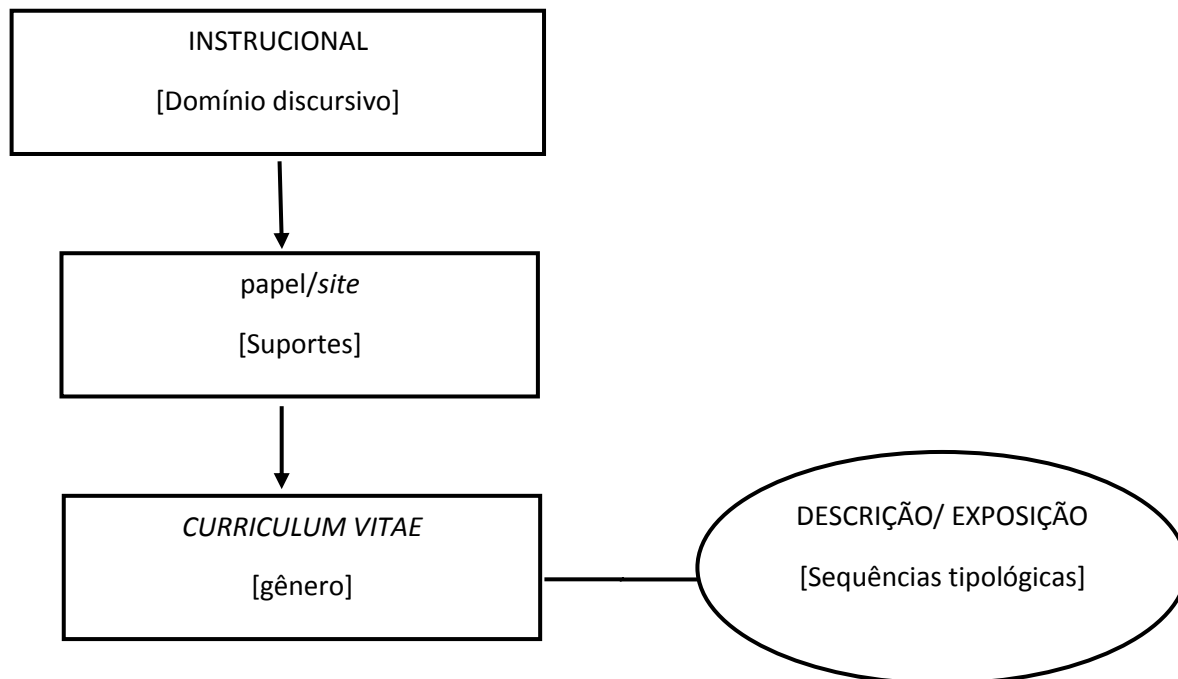 INSTRUCIONAL
[Domínio discursivo]
papel/site
[Suportes]
CURRICULUM VITAE
[gênero]
DESCRIÇÃO/ EXPOSIÇÃO
[Sequências tipológicas]